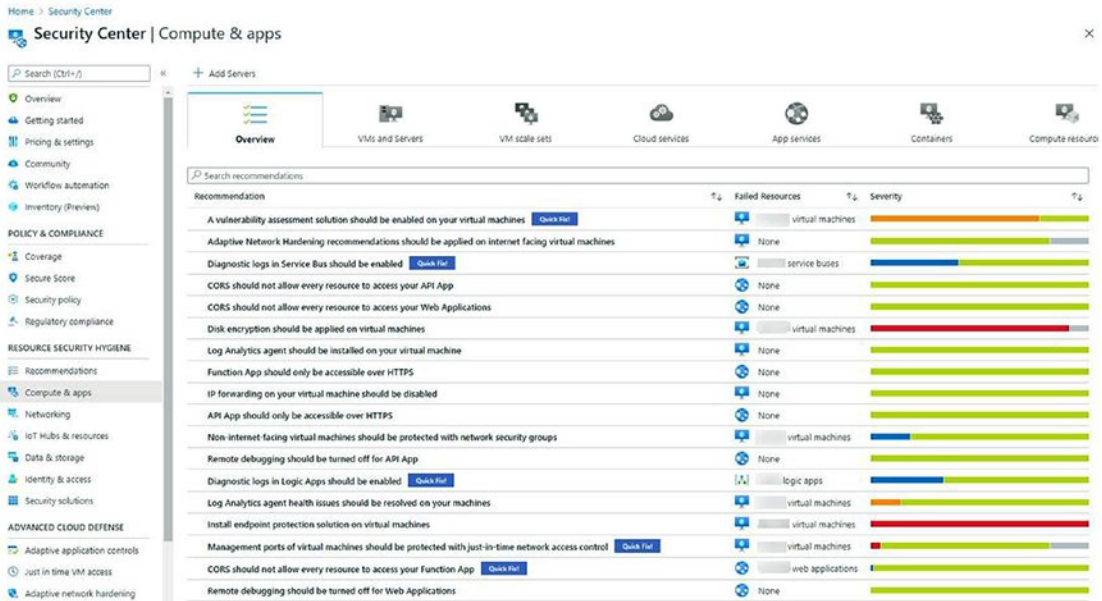 Home > Security Center
Security Center | Compute & apps
Search (Ctrl+/)
«
+ Add Servers
Overview
Getting started
Pricing & settings
Community
Workflow automation
Inventory (Preview)
POLICY & COMPLIANCE
Coverage
Secure Score
Security policy
Regulatory compliance
RESOURCE SECURITY HYGIENE
Recommendations
Compute & apps
Networking
IoT Hubs & resources
Data & storage
Identity & access
Security solutions
ADVANCED CLOUD DEFENSE
Adaptive application controls
Just in time VM access
Adaptive network hardening
Overview VMs and Servers VM scale sets Cloud services App services Containers Compute resourc
Search recommendations
Recommendation Failed Resources Severity
A vulnerability assessment solution should be enabled on your virtual machines Quick Fix! virtual machines
Adaptive Network Hardening recommendations should be applied on internet facing virtual machines None
Diagnostic logs in Service Bus should be enabled Quick Fix! service buses
CORS should not allow every resource to access your API App None
CORS should not allow every resource to access your Web Applications None
Disk encryption should be applied on virtual machines virtual machines
Log Analytics agent should be installed on your virtual machine None
Function App should only be accessible over HTTPS None
IP forwarding on your virtual machine should be disabled None
API App should only be accessible over HTTPS None
Non-internet-facing virtual machines should be protected with network security groups virtual machines
Remote debugging should be turned off for API App None
Diagnostic logs in Logic Apps should be enabled Quick Fix! logic apps
Log Analytics agent health issues should be resolved on your machines virtual machines
Install endpoint protection solution on virtual machines virtual machines
Management ports of virtual machines should be protected with just-in-time network access control Quick Fix! virtual machines
CORS should not allow every resource to access your Function App Quick Fix! web applications
Remote debugging should be turned off for Web Applications None